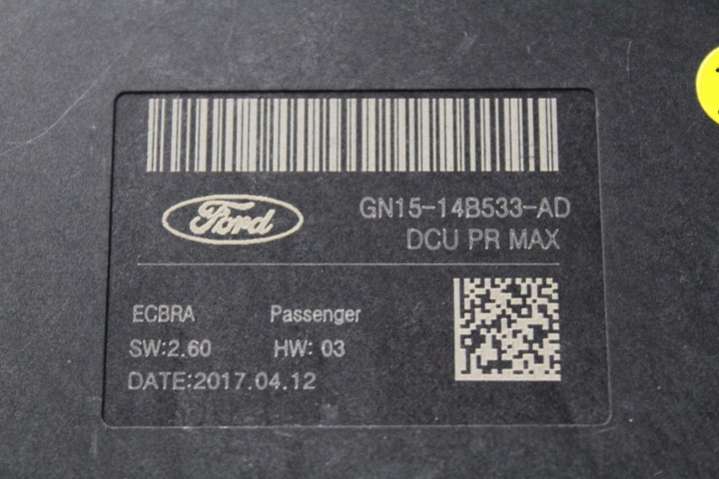 Ford
GN15-14B533-AD
DCU PR MAX
ECBRA Passenger
SW:2.60 HW: 03
DATE:2017.04.12